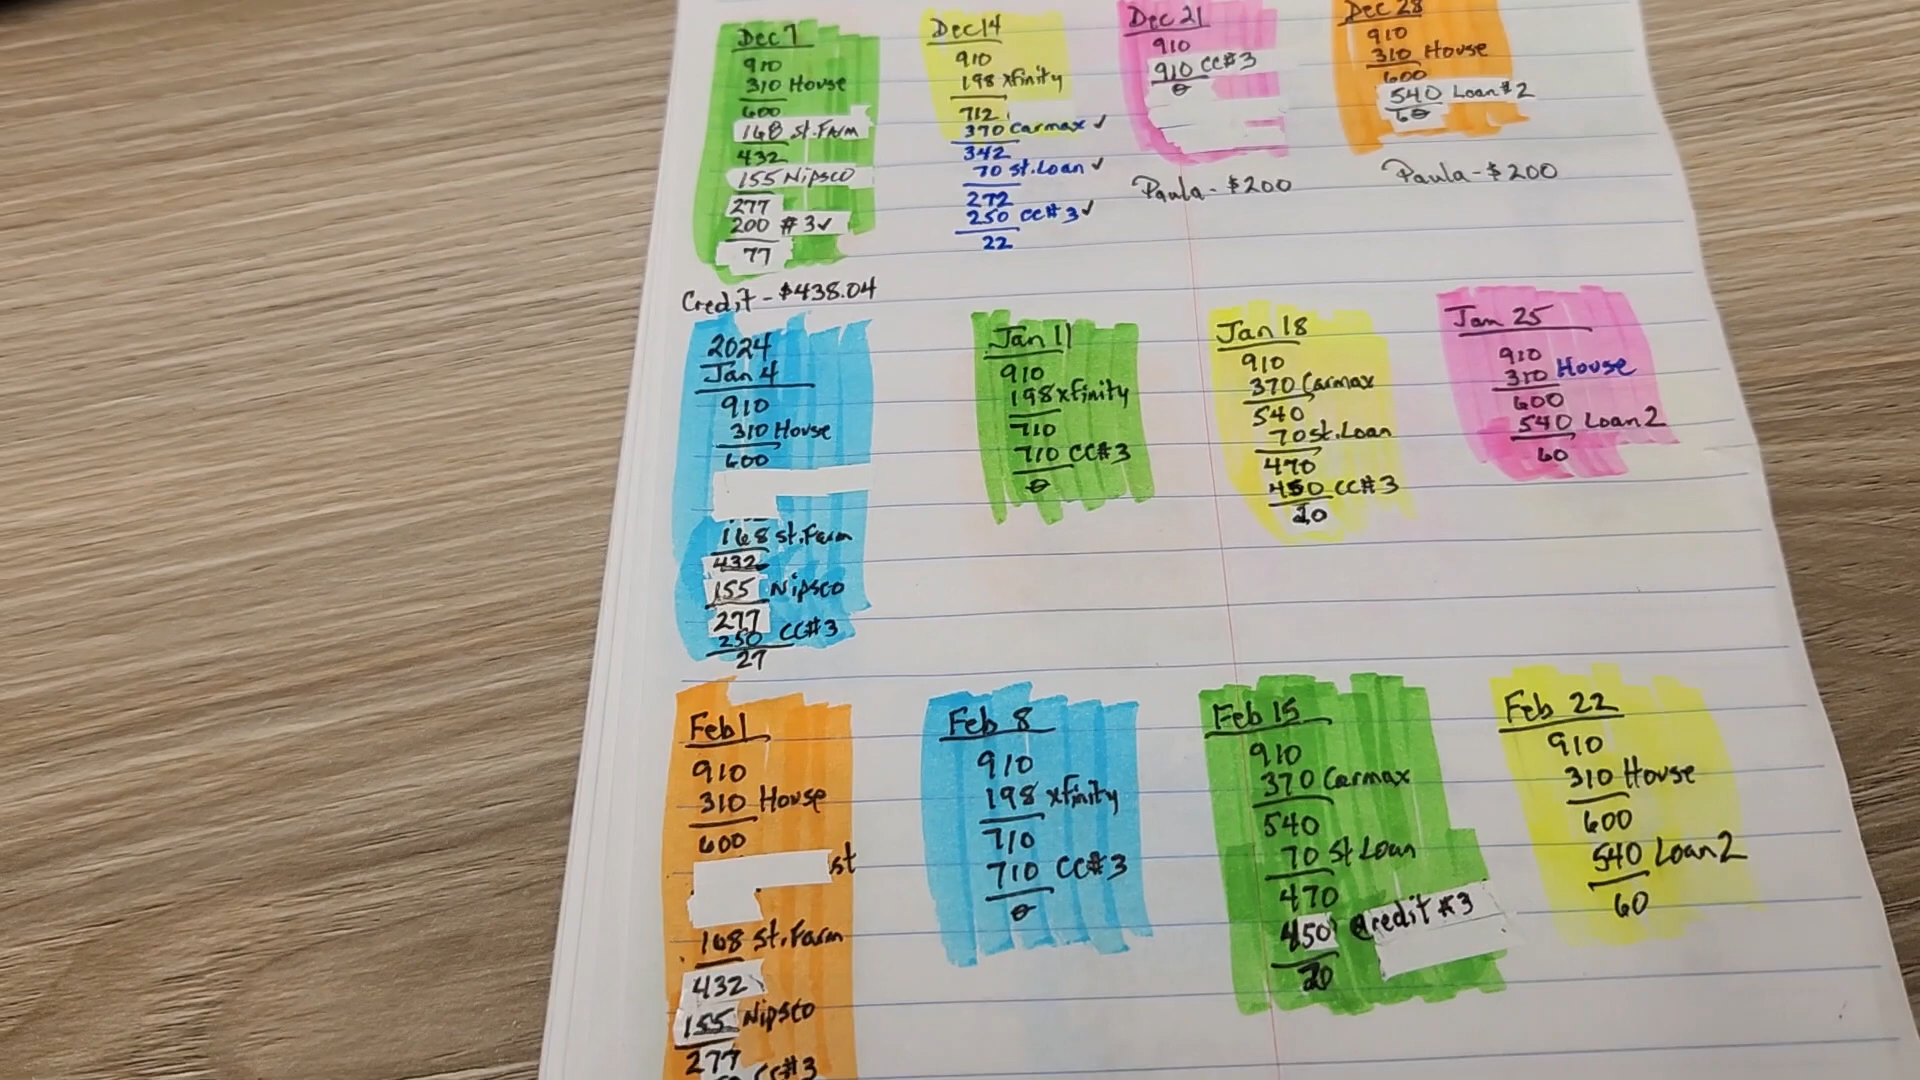 Dec 7
910
310 House
600
168 St.Farm
432
155 Nipsco
277
200 #3✓
77
Credit - $438.04
Dec 14
910
198 xfinity
712
370 Carmax ✓
342
70 St.Loan ✓
272
250 CC#3✓
22
Dec 21
910
910 CC#3
0
Paula - $200
Dec 28
910
310 House
600
540 Loan#2
60
Paula - $200
2024
Jan 4
910
310 House
600
168 St.Farm
432
155 Nipsco
277
250 CC#3
27
Jan 11
910
198 xfinity
710
710 CC#3
0
Jan 18
910
370 Carmax
540
70 St.Loan
470
450 CC#3
20
Jan 25
910
310 House
600
540 Loan2
60
Feb 1
910
310 House
600
st
168 St.Farm
432
155 Nipsco
277
CC#3
Feb 8
910
198 xfinity
710
710 CC#3
0
Feb 15
910
370 Carmax
540
70 St Loan
470
450 Credit #3
20
Feb 22
910
310 House
600
540 Loan2
60